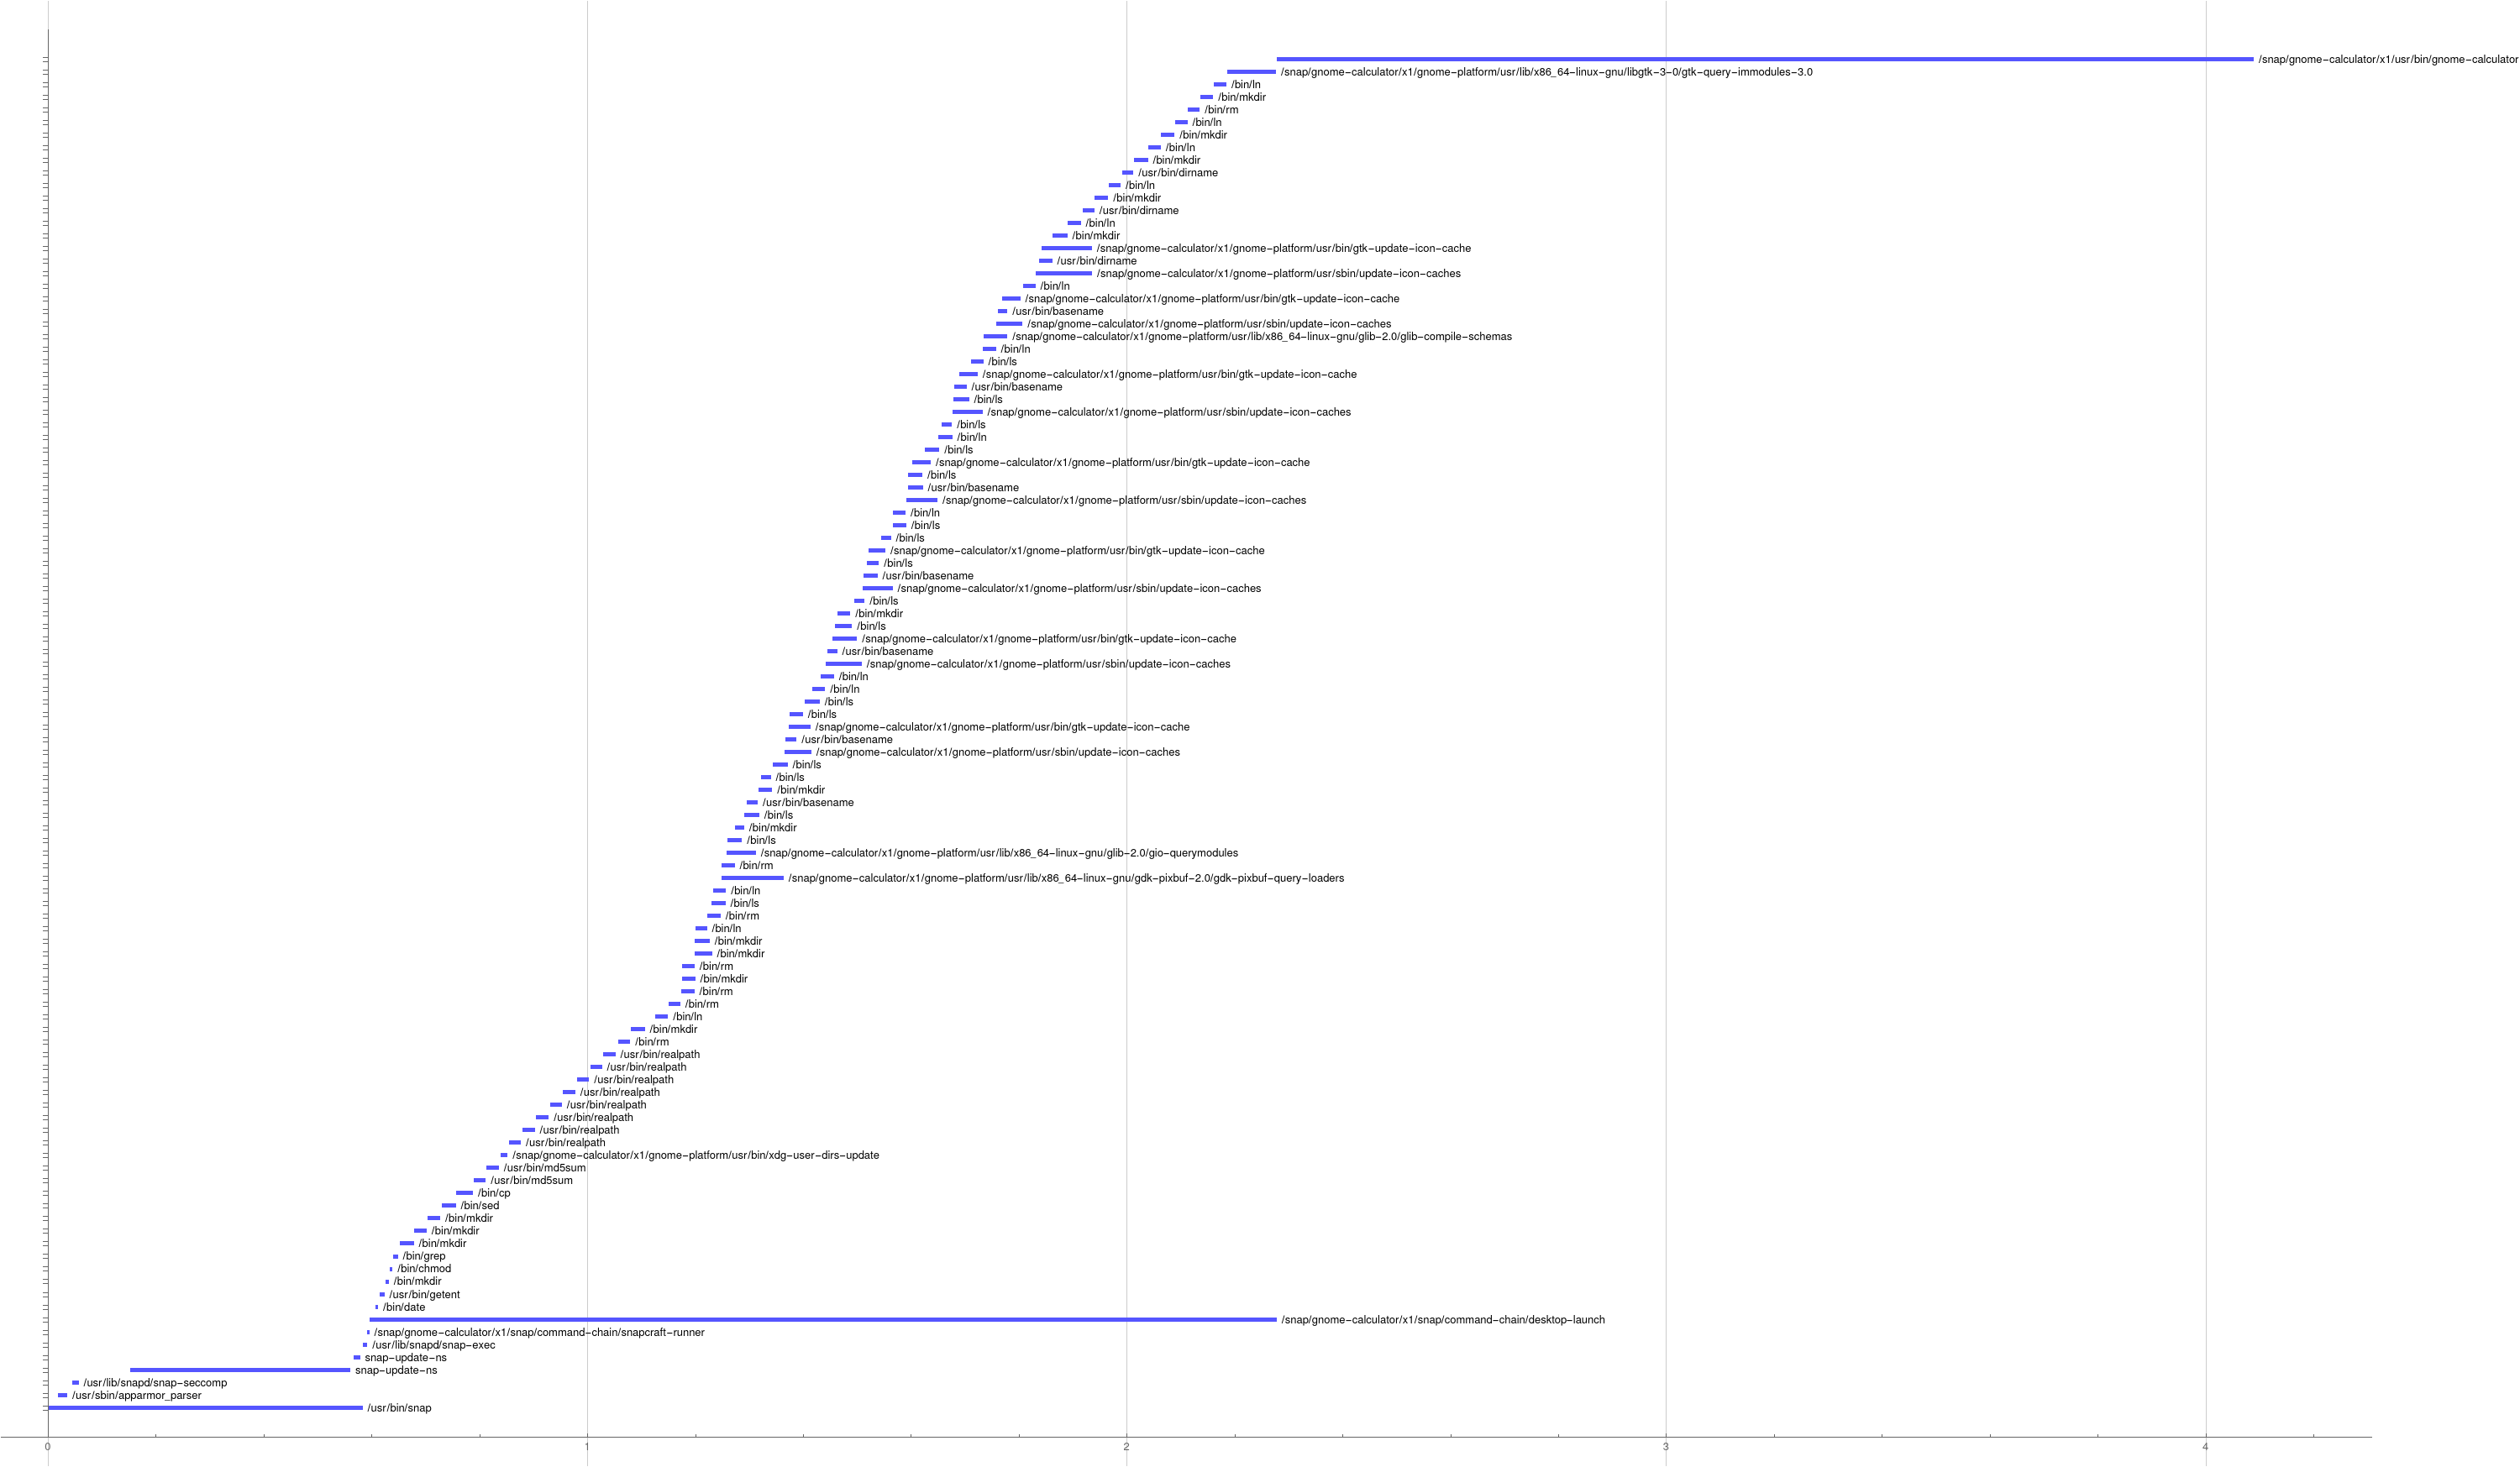 /snap/gnome-calculator/x1/usr/bin/gnome-calculator
/snap/gnome-calculator/x1/gnome-platform/usr/lib/x86_64-linux-gnu/libgtk-3-0/gtk-query-immodules-3.0
/bin/ln
/bin/mkdir
/bin/rm
/bin/ln
/bin/mkdir
/bin/ln
/bin/mkdir
/usr/bin/dirname
/bin/ln
/bin/mkdir
/usr/bin/dirname
/bin/ln
/bin/mkdir
/snap/gnome-calculator/x1/gnome-platform/usr/bin/gtk-update-icon-cache
/usr/bin/dirname
/snap/gnome-calculator/x1/gnome-platform/usr/sbin/update-icon-caches
/bin/ln
/snap/gnome-calculator/x1/gnome-platform/usr/bin/gtk-update-icon-cache
/usr/bin/basename
/snap/gnome-calculator/x1/gnome-platform/usr/sbin/update-icon-caches
/snap/gnome-calculator/x1/gnome-platform/usr/lib/x86_64-linux-gnu/glib-2.0/glib-compile-schemas
/bin/ln
/bin/ls
/snap/gnome-calculator/x1/gnome-platform/usr/bin/gtk-update-icon-cache
/usr/bin/basename
/bin/ls
/snap/gnome-calculator/x1/gnome-platform/usr/sbin/update-icon-caches
/bin/ls
/bin/ln
/bin/ls
/snap/gnome-calculator/x1/gnome-platform/usr/bin/gtk-update-icon-cache
/bin/ls
/usr/bin/basename
/snap/gnome-calculator/x1/gnome-platform/usr/sbin/update-icon-caches
/bin/ln
/bin/ls
/bin/ls
/snap/gnome-calculator/x1/gnome-platform/usr/bin/gtk-update-icon-cache
/bin/ls
/usr/bin/basename
/snap/gnome-calculator/x1/gnome-platform/usr/sbin/update-icon-caches
/bin/ls
/bin/mkdir
/bin/ls
/snap/gnome-calculator/x1/gnome-platform/usr/bin/gtk-update-icon-cache
/usr/bin/basename
/snap/gnome-calculator/x1/gnome-platform/usr/sbin/update-icon-caches
/bin/ln
/bin/ln
/bin/ls
/bin/ls
/snap/gnome-calculator/x1/gnome-platform/usr/bin/gtk-update-icon-cache
/usr/bin/basename
/snap/gnome-calculator/x1/gnome-platform/usr/sbin/update-icon-caches
/bin/ls
/bin/ls
/bin/mkdir
/usr/bin/basename
/bin/ls
/bin/mkdir
/bin/ls
/snap/gnome-calculator/x1/gnome-platform/usr/lib/x86_64-linux-gnu/glib-2.0/gio-querymodules
/bin/rm
/snap/gnome-calculator/x1/gnome-platform/usr/lib/x86_64-linux-gnu/gdk-pixbuf-2.0/gdk-pixbuf-query-loaders
/bin/ln
/bin/ls
/bin/rm
/bin/ln
/bin/mkdir
/bin/mkdir
/bin/rm
/bin/mkdir
/bin/rm
/bin/rm
/bin/ln
/bin/mkdir
/bin/rm
/usr/bin/realpath
/usr/bin/realpath
/usr/bin/realpath
/usr/bin/realpath
/usr/bin/realpath
/usr/bin/realpath
/usr/bin/realpath
/usr/bin/realpath
/snap/gnome-calculator/x1/gnome-platform/usr/bin/xdg-user-dirs-update
/usr/bin/md5sum
/usr/bin/md5sum
/bin/cp
/bin/sed
/bin/mkdir
/bin/mkdir
/bin/mkdir
/bin/grep
/bin/chmod
/bin/mkdir
/usr/bin/getent
/bin/date
/snap/gnome-calculator/x1/snap/command-chain/desktop-launch
/snap/gnome-calculator/x1/snap/command-chain/snapcraft-runner
/usr/lib/snapd/snap-exec
snap-update-ns
snap-update-ns
/usr/lib/snapd/snap-seccomp
/usr/sbin/apparmor_parser
/usr/bin/snap
0 1 2 3 4